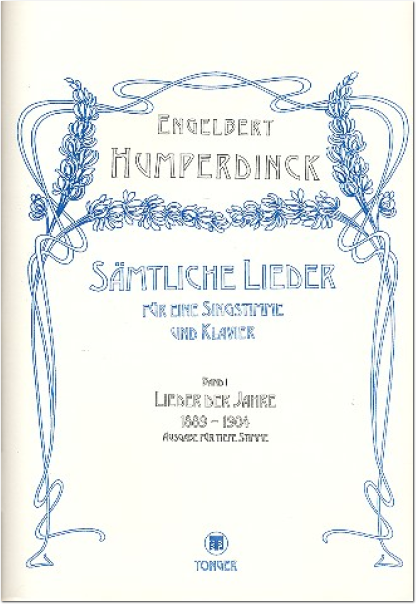 ENGELBERT
HUMPERDINCK
SÄMTLICHE LIEDER
FÜR EINE SINGSTIMME
UND KLAVIER
BAND I
LIEDER DER JAHRE
1889 - 1904
AUSGABE FÜR TIEFE STIMME
TONGER